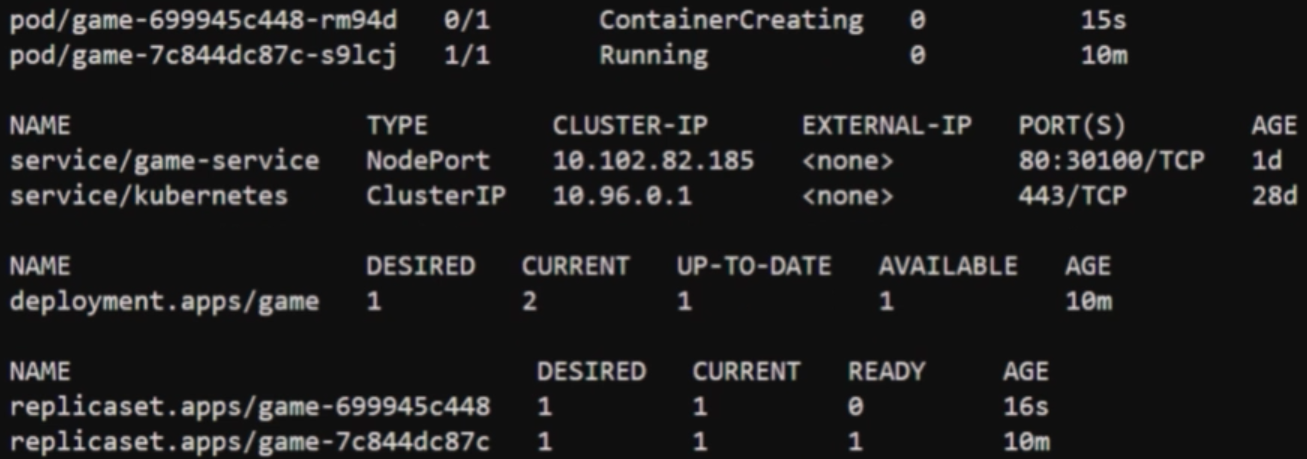 pod/game-699945c448-rm94d 0/1 ContainerCreating 0 15s
pod/game-7c844dc87c-s9lcj 1/1 Running 0 10m
NAME TYPE CLUSTER-IP EXTERNAL-IP PORT(S) AGE
service/game-service NodePort 10.102.82.185 <none> 80:30100/TCP 1d
service/kubernetes ClusterIP 10.96.0.1 <none> 443/TCP 28d
NAME DESIRED CURRENT UP-TO-DATE AVAILABLE AGE
deployment.apps/game 1 2 1 1 10m
NAME DESIRED CURRENT READY AGE
replicaset.apps/game-699945c448 1 1 0 16s
replicaset.apps/game-7c844dc87c 1 1 1 10m